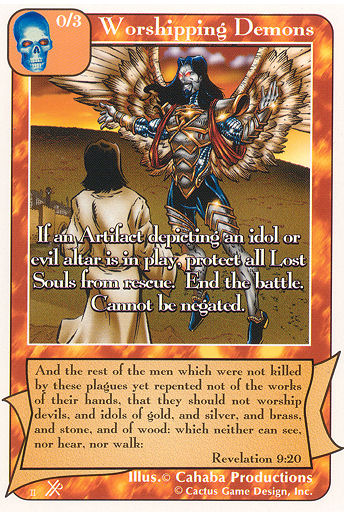 0/3
Worshipping Demons
If an Artifact depicting an idol or
evil altar is in play, protect all Lost
Souls from rescue. End the battle.
Cannot be negated.
And the rest of the men which were not killed
by these plagues yet repented not of the works
of their hands, that they should not worship
devils, and idols of gold, and silver, and brass,
and stone, and of wood: which neither can see,
nor hear, nor walk:
Revelation 9:20
Illus.© Cahaba Productions
II
© Cactus Game Design, Inc.